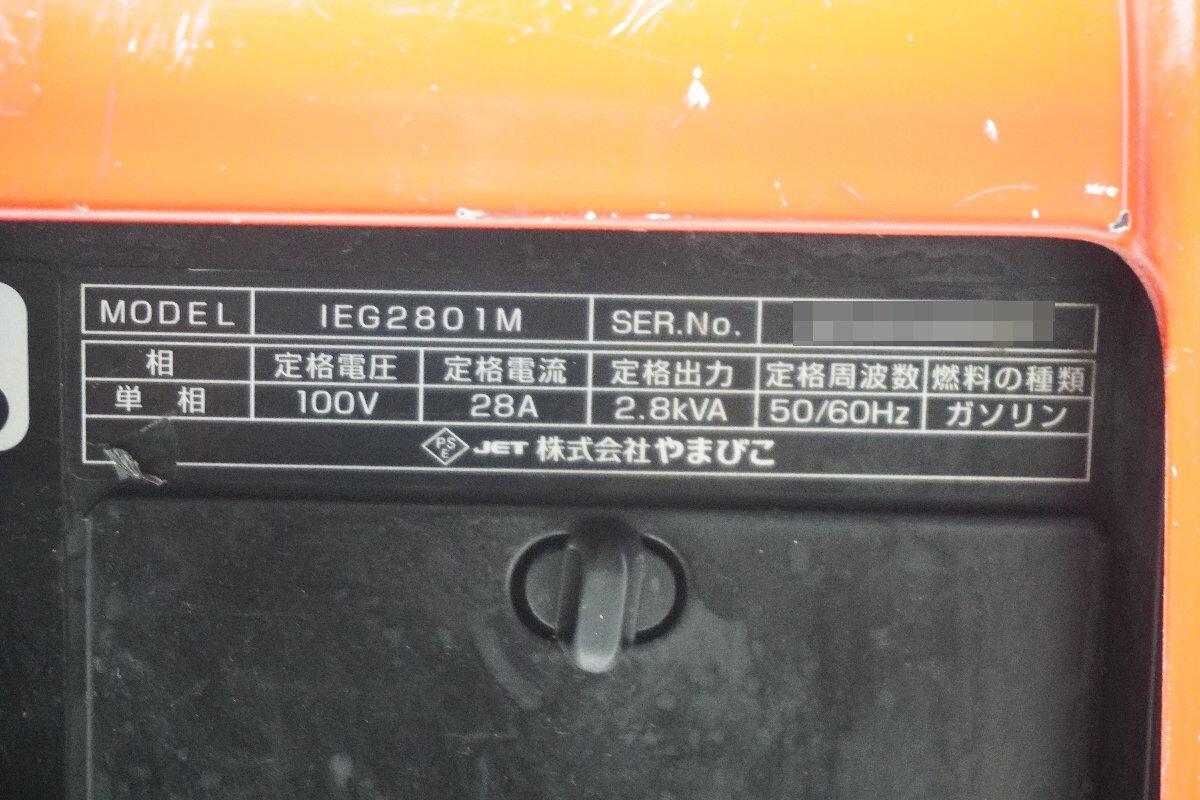 MODEL IEG2801M SER.No.
相 定格電圧 定格電流 定格出力 定格周波数 燃料の種類
単相 100V 28A 2.8kVA 50/60Hz ガソリン
PSE JET 株式会社やまびこ